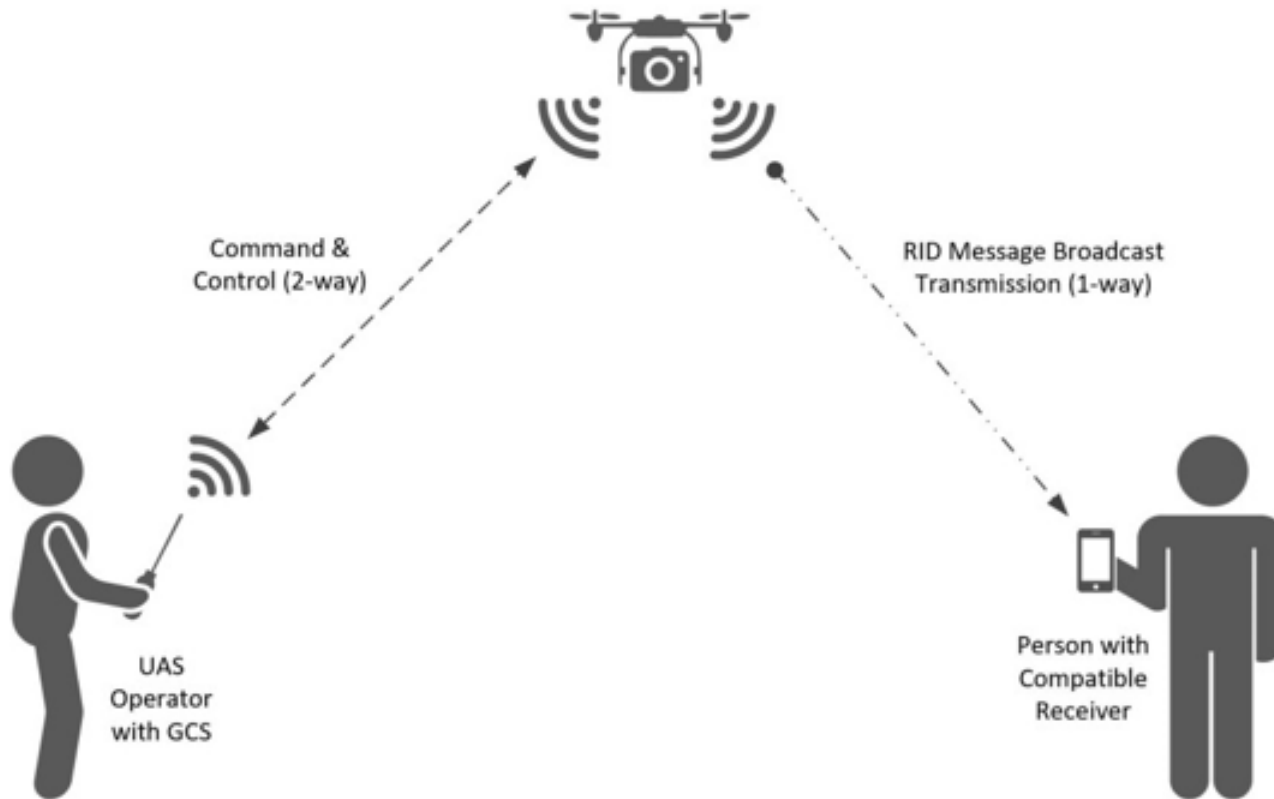 Command &
Control (2-way)
RID Message Broadcast
Transmission (1-way)
UAS
Operator
with GCS
Person with
Compatible
Receiver